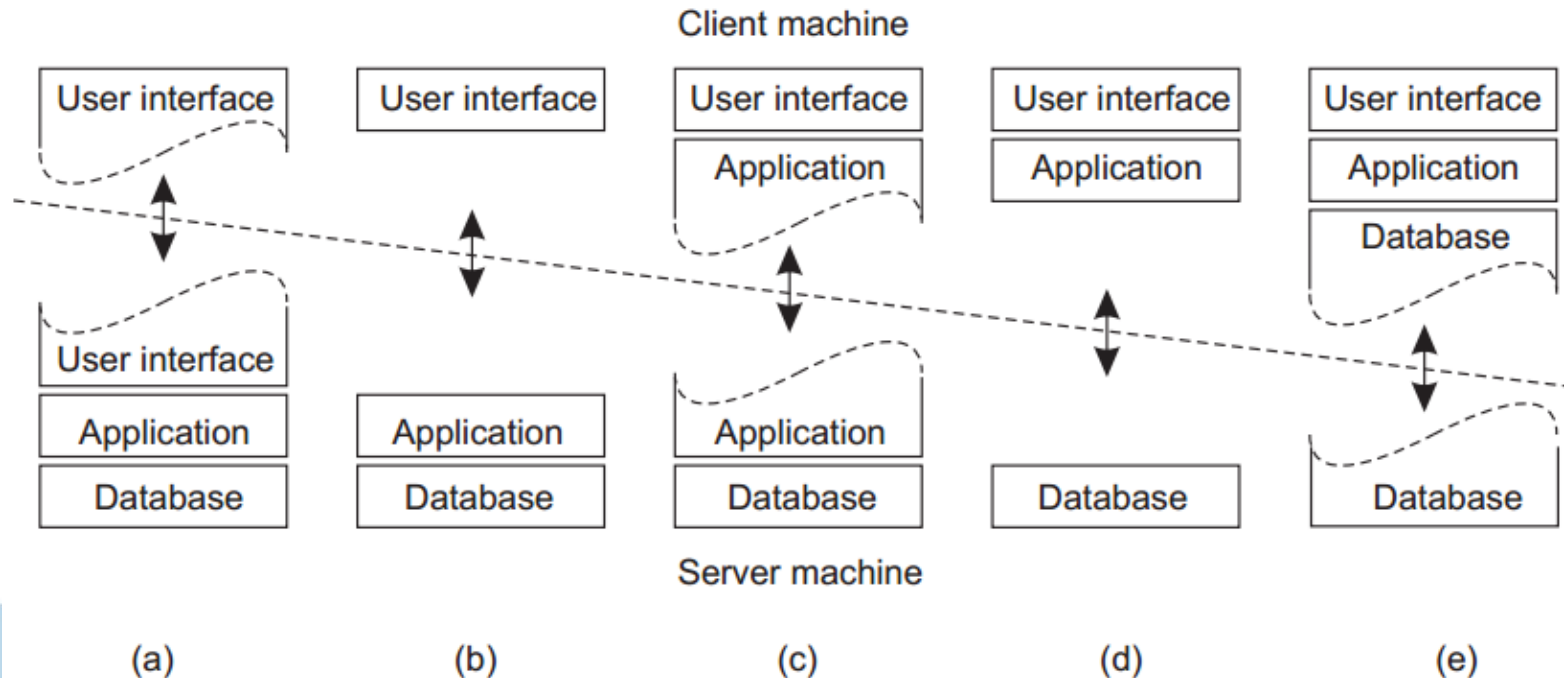 Client machine
User interface User interface User interface User interface User interface
Application Application Application
Database
User interface
Application Application Application
Database Database Database Database Database
Server machine
(a) (b) (c) (d) (e)